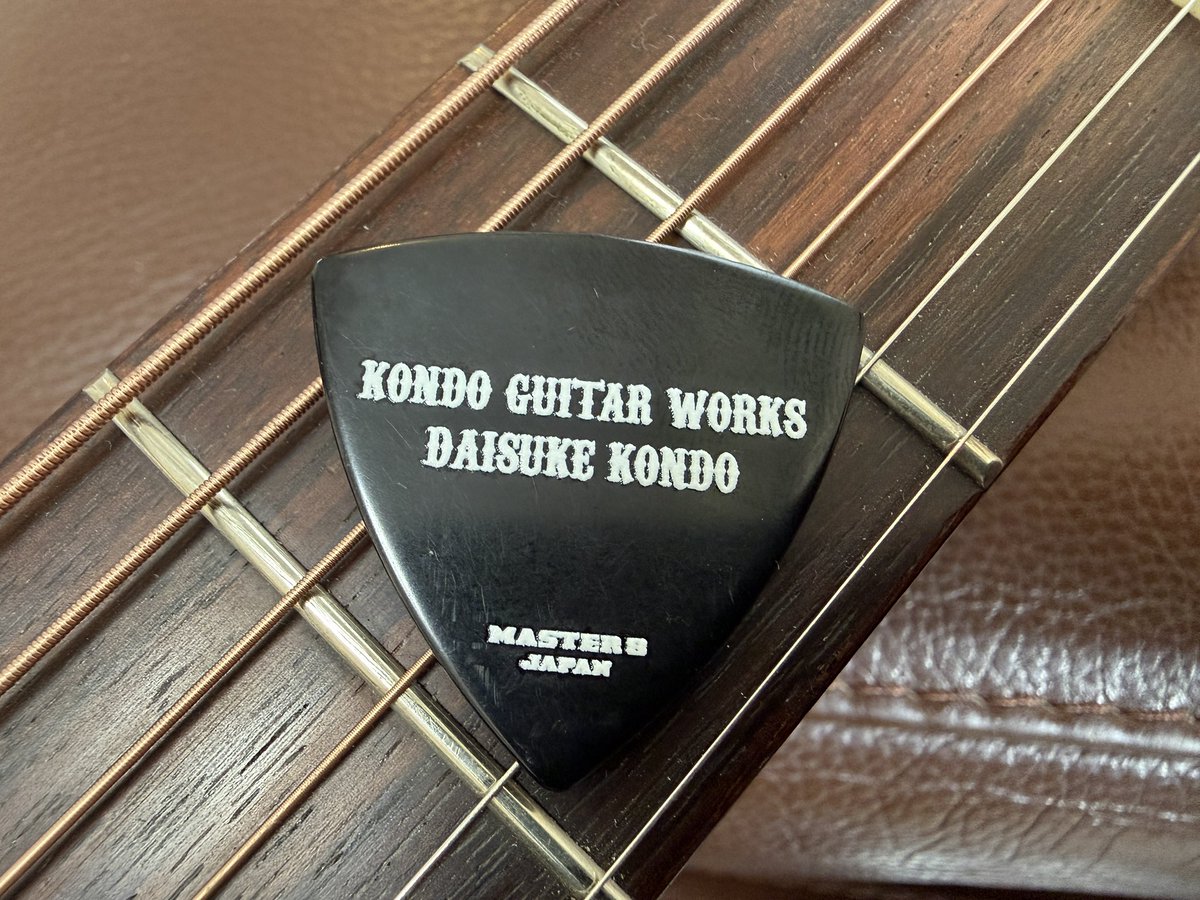 KONDO GUITAR WORKS
DAISUKE KONDO
MASTER 8
JAPAN